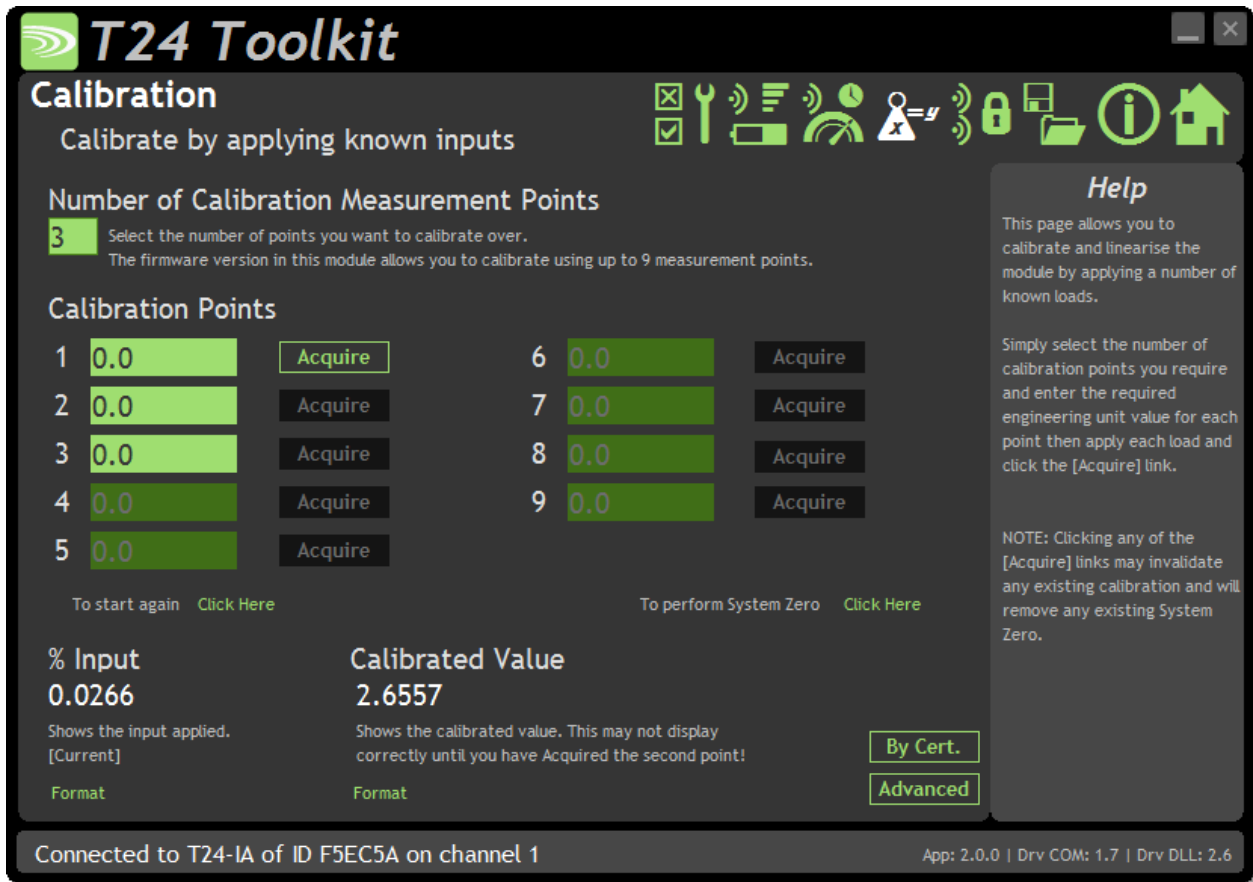 T24 Toolkit
Calibration
Calibrate by applying known inputs
x=y
Number of Calibration Measurement Points
3
Select the number of points you want to calibrate over.
The firmware version in this module allows you to calibrate using up to 9 measurement points.
Calibration Points
1 0.0 Acquire 6 0.0 Acquire
2 0.0 Acquire 7 0.0 Acquire
3 0.0 Acquire 8 0.0 Acquire
4 0.0 Acquire 9 0.0 Acquire
5 0.0 Acquire
To start again Click Here To perform System Zero Click Here
% Input Calibrated Value
0.0266 2.6557
Shows the input applied.
[Current]
Shows the calibrated value. This may not display
correctly until you have Acquired the second point!
Format Format
By Cert.
Advanced
Help
This page allows you to
calibrate and linearise the
module by applying a number of
known loads.
Simply select the number of
calibration points you require
and enter the required
engineering unit value for each
point then apply each load and
click the [Acquire] link.
NOTE: Clicking any of the
[Acquire] links may invalidate
any existing calibration and will
remove any existing System
Zero.
Connected to T24-IA of ID F5EC5A on channel 1
App: 2.0.0 | Drv COM: 1.7 | Drv DLL: 2.6